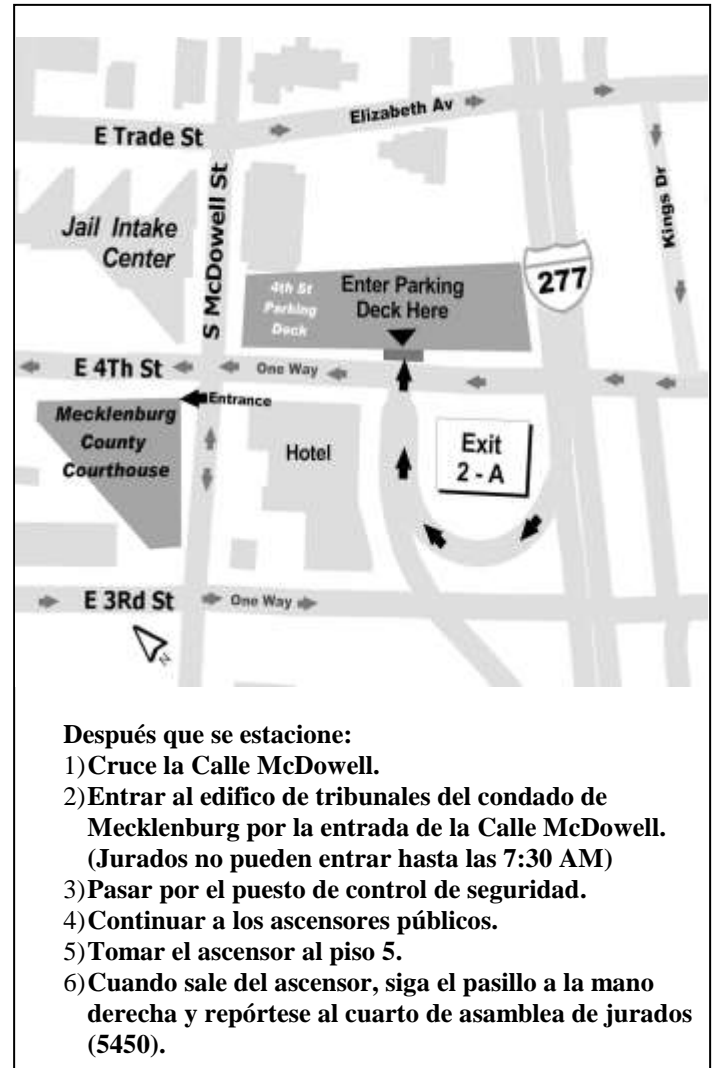 Elizabeth Av
E Trade St
S McDowell St
Kings Dr
Jail Intake
Center
277
4th St
Parking
Deck
Enter Parking
Deck Here
E 4Th St
One Way
Entrance
Mecklenburg
County
Courthouse
Hotel
Exit
2 - A
E 3Rd St
One Way
N
Después que se estacione:
1)Cruce la Calle McDowell.
2)Entrar al edifico de tribunales del condado de
Mecklenburg por la entrada de la Calle McDowell.
(Jurados no pueden entrar hasta las 7:30 AM)
3)Pasar por el puesto de control de seguridad.
4)Continuar a los ascensores públicos.
5)Tomar el ascensor al piso 5.
6)Cuando sale del ascensor, siga el pasillo a la mano
derecha y repórtese al cuarto de asamblea de jurados
(5450).